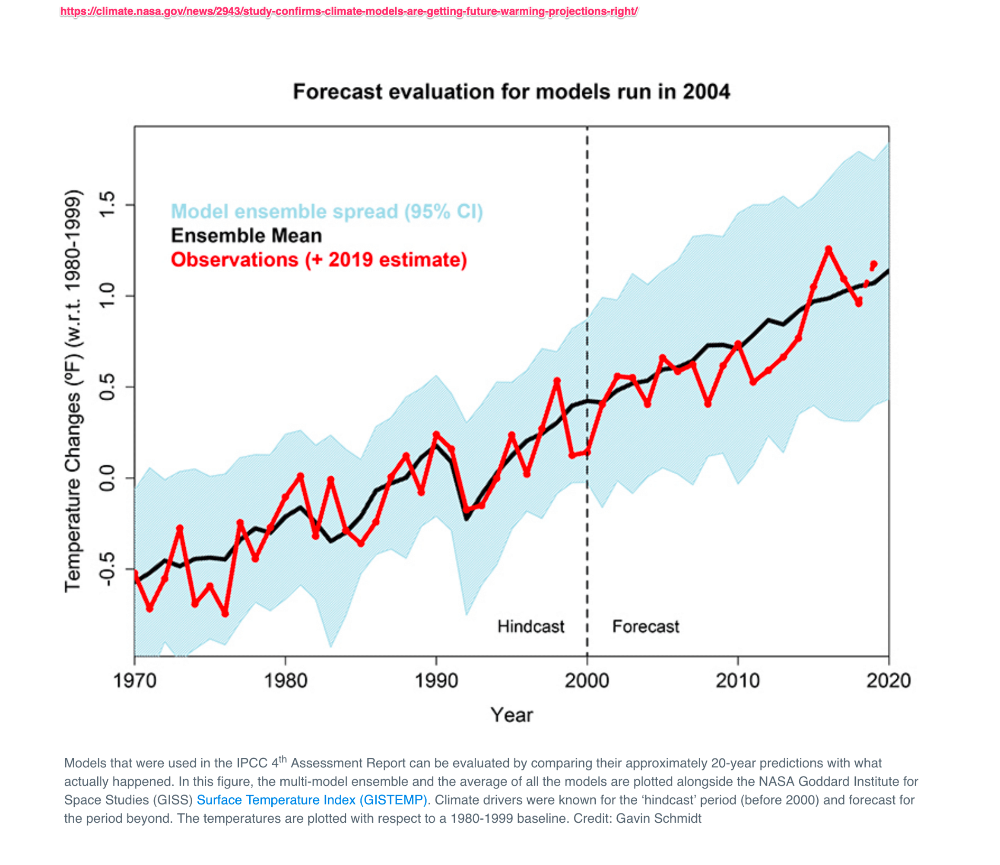 https://climate.nasa.gov/news/2943/study-confirms-climate-models-are-getting-future-warming-projections-right/
Forecast evaluation for models run in 2004
Temperature Changes (ºF) (w.r.t. 1980-1999)
1.5
1.0
0.5
0.0
-0.5
Model ensemble spread (95% CI)
Ensemble Mean
Observations (+ 2019 estimate)
Hindcast
Forecast
1970
1980
1990
2000
2010
2020
Year
Models that were used in the IPCC 4th Assessment Report can be evaluated by comparing their approximately 20-year predictions with what
actually happened. In this figure, the multi-model ensemble and the average of all the models are plotted alongside the NASA Goddard Institute for
Space Studies (GISS) Surface Temperature Index (GISTEMP). Climate drivers were known for the ‘hindcast’ period (before 2000) and forecast for
the period beyond. The temperatures are plotted with respect to a 1980-1999 baseline. Credit: Gavin Schmidt